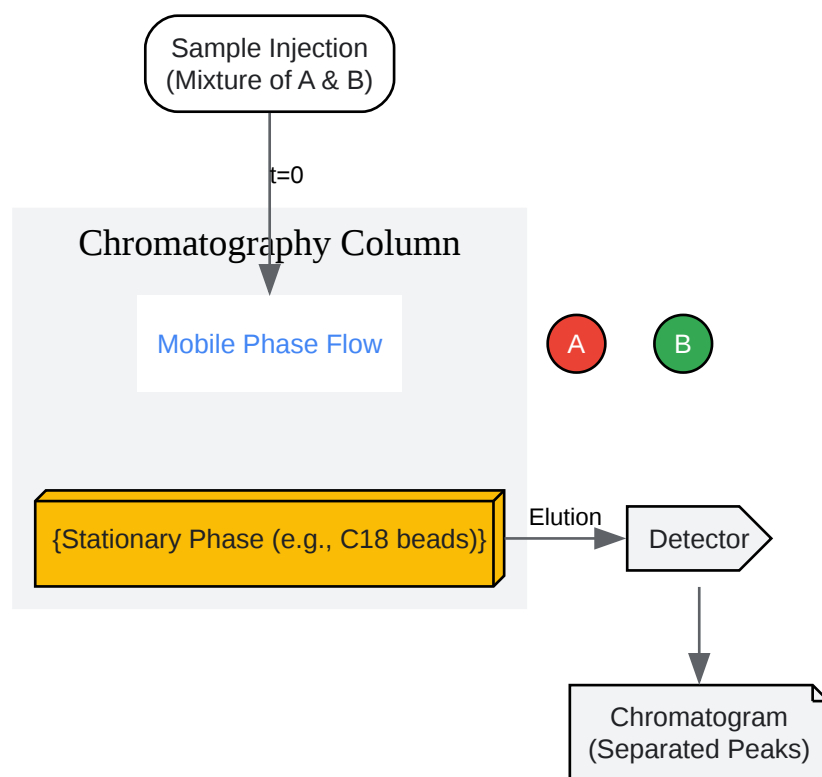 Sample Injection
(Mixture of A & B)
t=0
Chromatography Column
Mobile Phase Flow
A
B
{Stationary Phase (e.g., C18 beads)}
Elution
Detector
Chromatogram
(Separated Peaks)